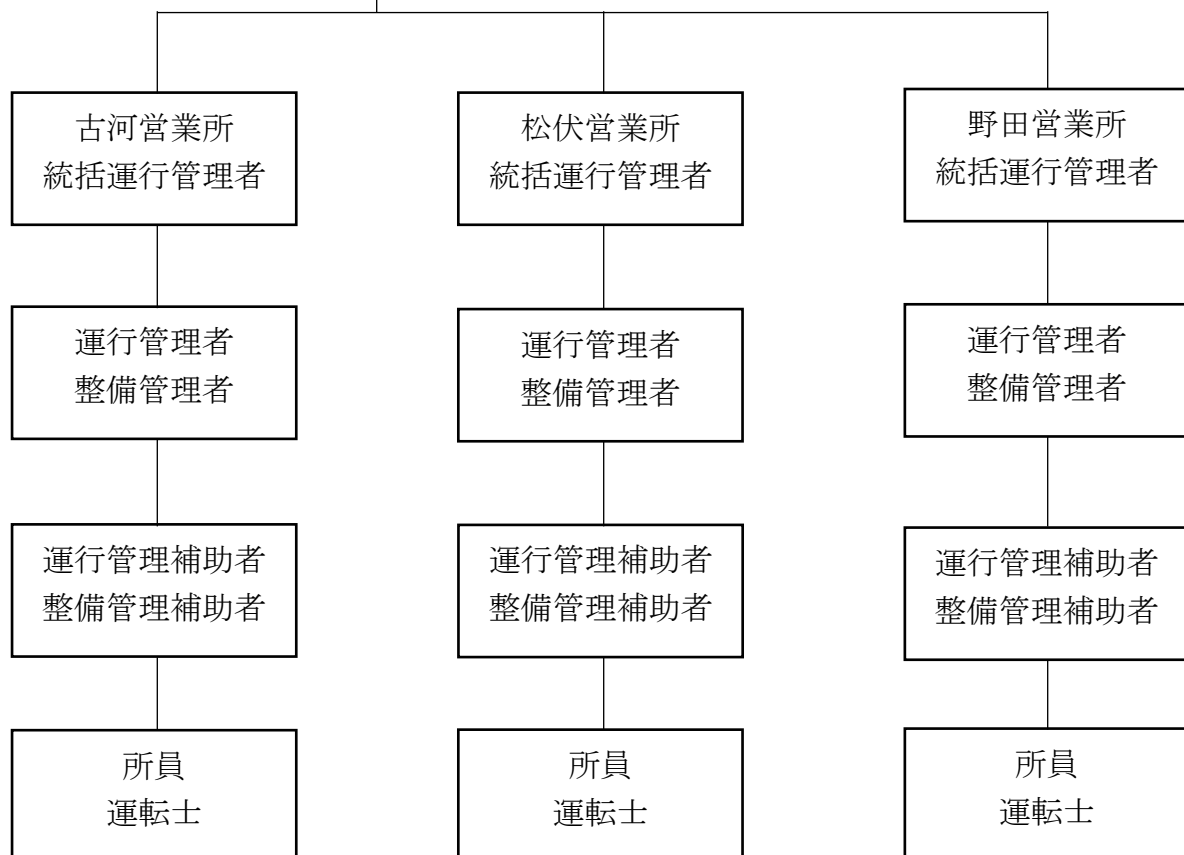 古河営業所
統括運行管理者
松伏営業所
統括運行管理者
野田営業所
統括運行管理者
運行管理者
整備管理者
運行管理者
整備管理者
運行管理者
整備管理者
運行管理補助者
整備管理補助者
運行管理補助者
整備管理補助者
運行管理補助者
整備管理補助者
所員
運転士
所員
運転士
所員
運転士